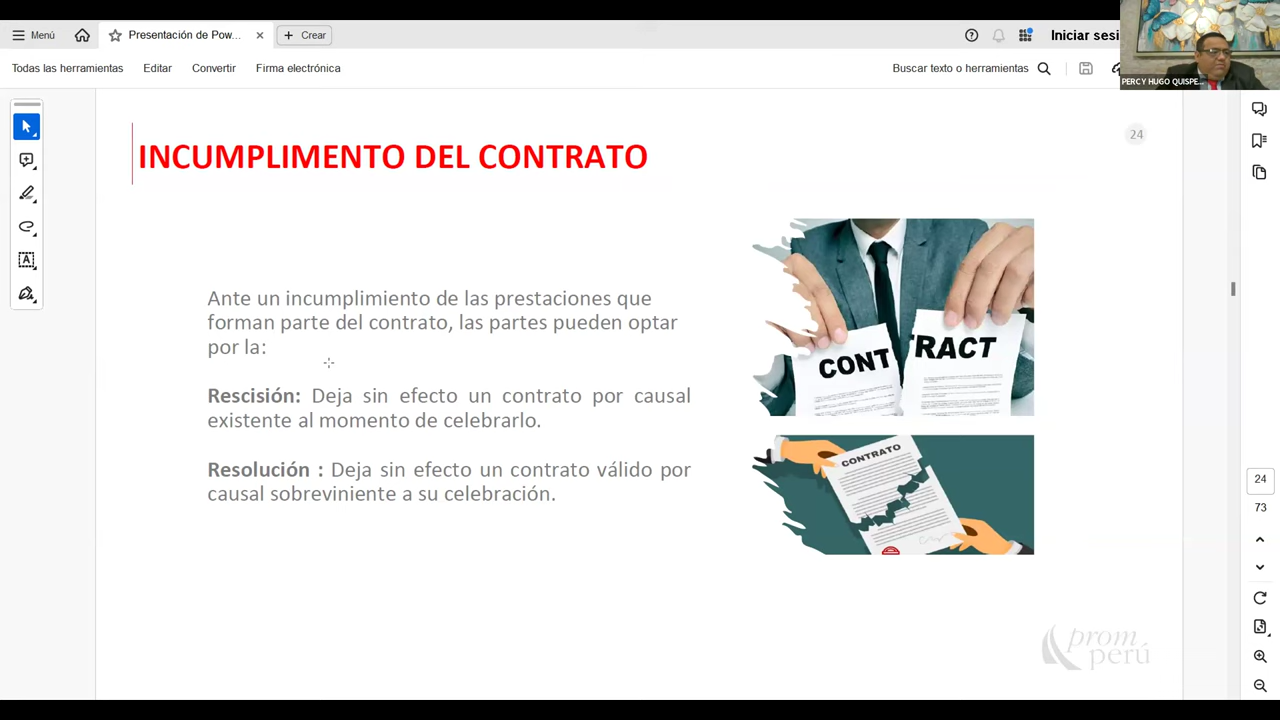 Menú
Presentación de Pow...
Crear
Iniciar sesi
Todas las herramientas
Editar
Convertir
Firma electrónica
Buscar texto o herramientas
PERCY HUGO QUISPE...
INCUMPLIMENTO DEL CONTRATO
24
Ante un incumplimiento de las prestaciones que
forman parte del contrato, las partes pueden optar
por la:
Rescisión: Deja sin efecto un contrato por causal
existente al momento de celebrarlo.
Resolución : Deja sin efecto un contrato válido por
causal sobreviniente a su celebración.
CONT
RACT
CONTRATO
24
73
prom
perú